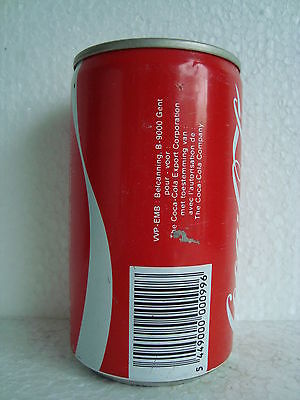 VVP-EMB Belcanning, B-9000 Gent
pour - voor :
The Coca-Cola Export Corporation
met toestemming van :
avec l'autorisation de :
The Coca-Cola Company
5 449000 000996